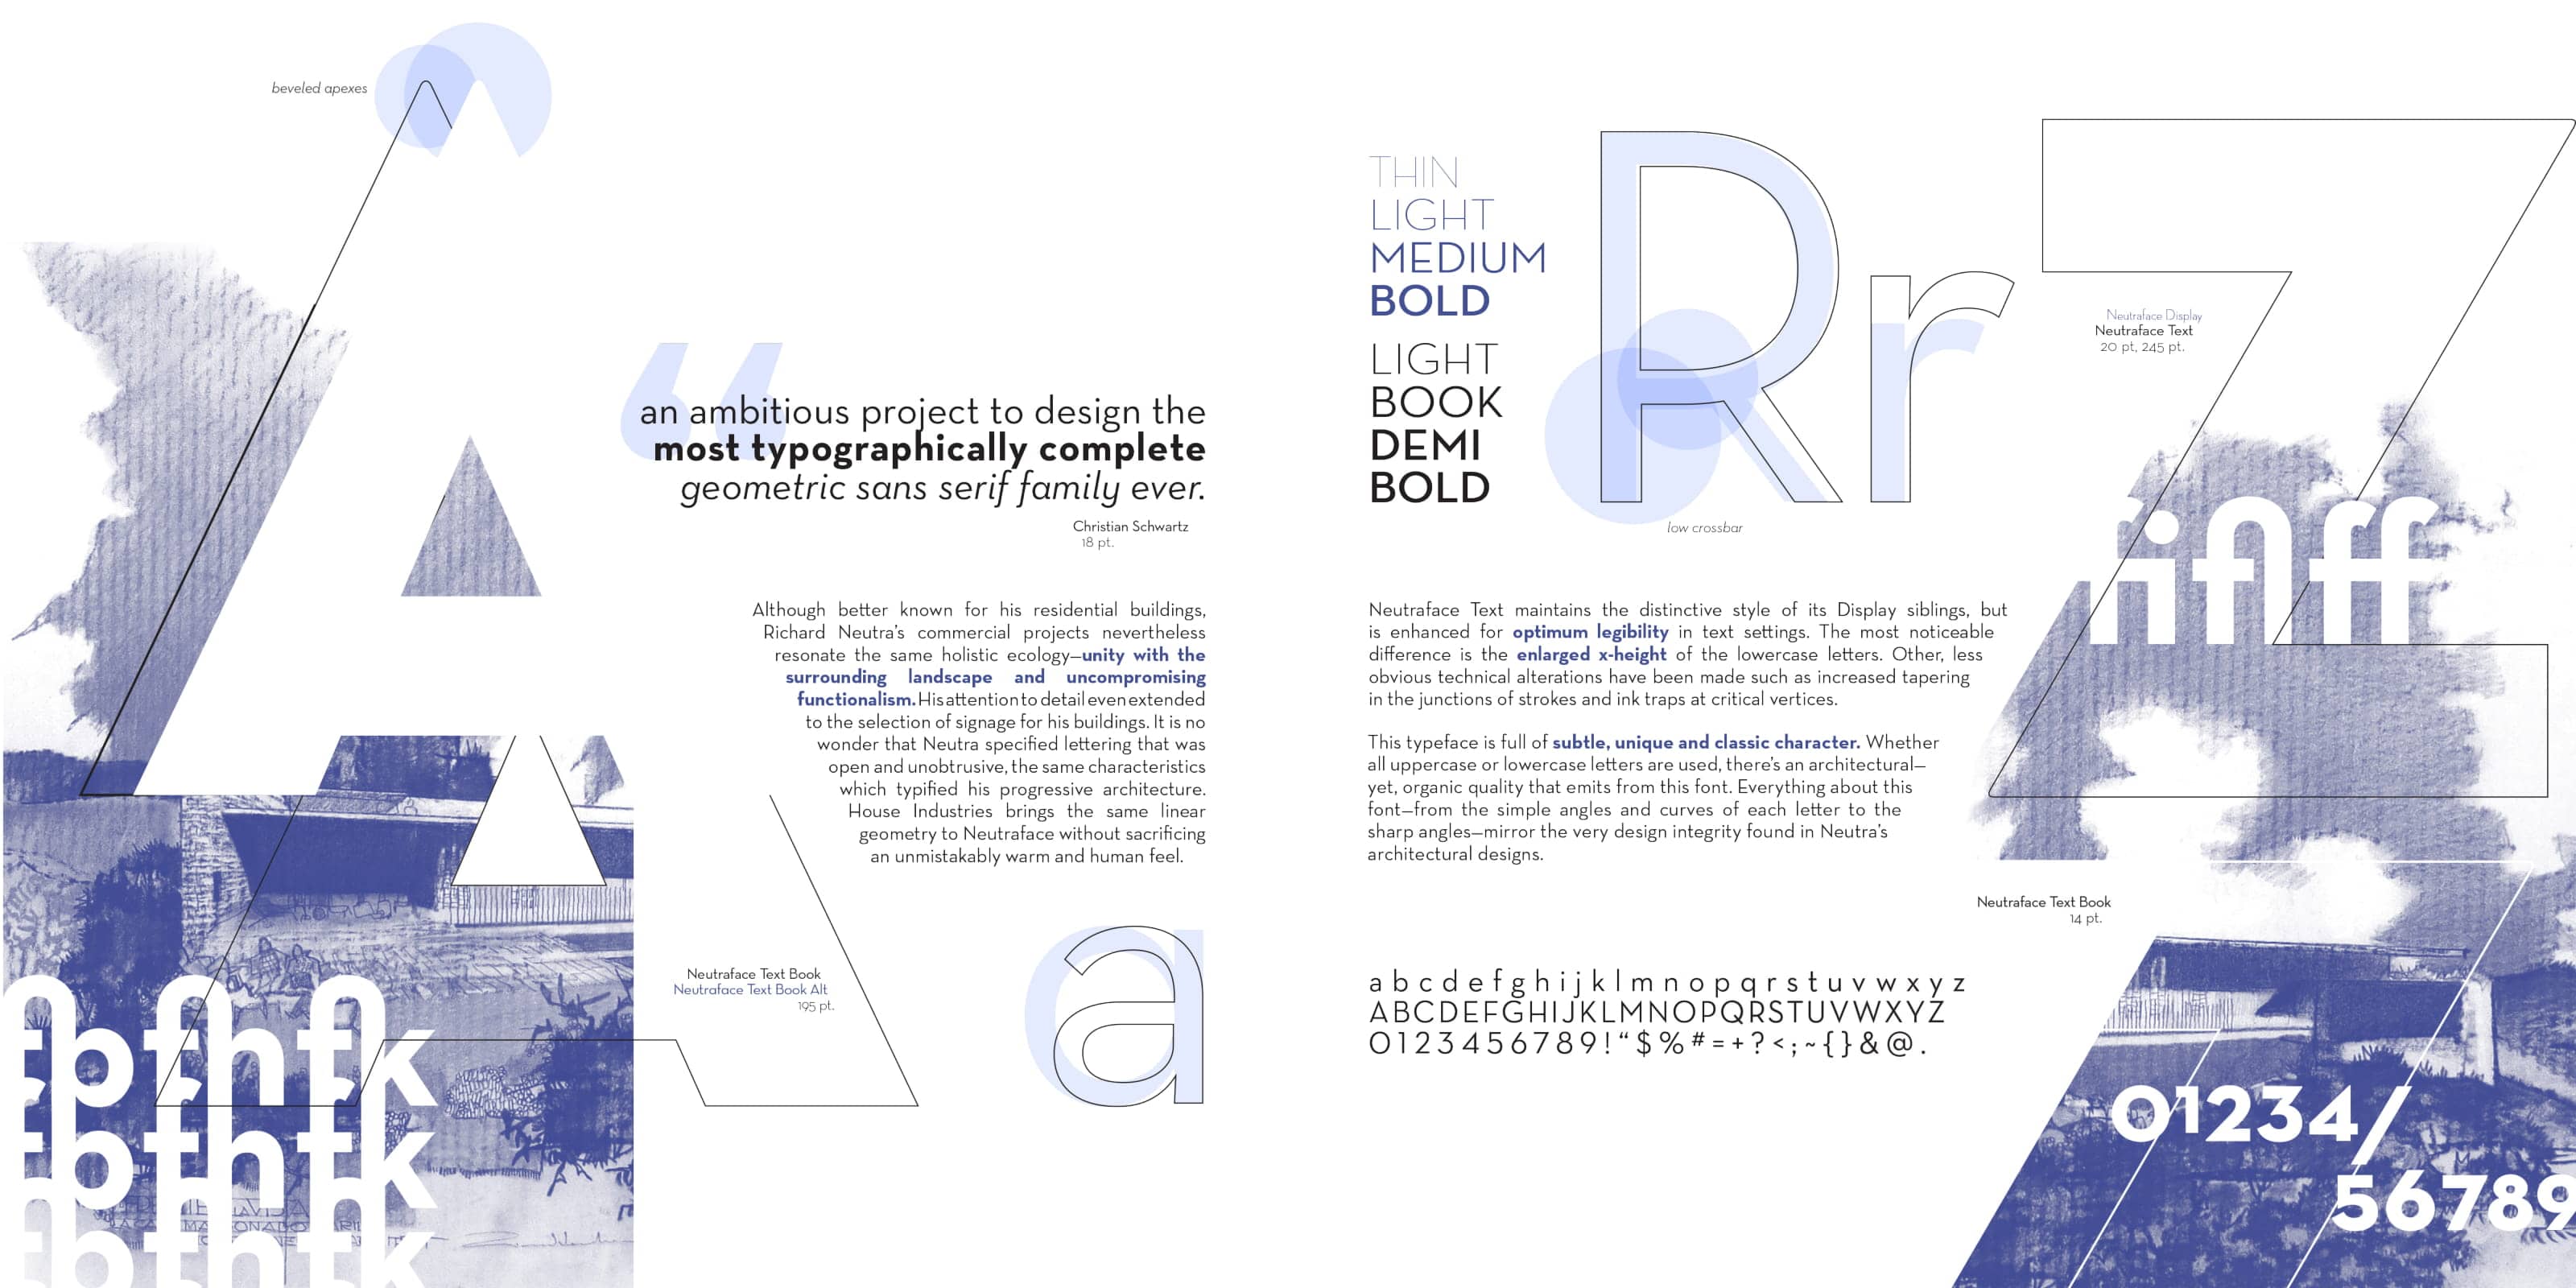 beveled apexes
A
“
an ambitious project to design the
most typographically complete
geometric sans serif family ever.
Christian Schwartz
18 pt.
Although better known for his residential buildings,
Richard Neutra’s commercial projects nevertheless
resonate the same holistic ecology—unity with the
surrounding landscape and uncompromising
functionalism. His attention to detail even extended
to the selection of signage for his buildings. It is no
wonder that Neutra specified lettering that was
open and unobtrusive, the same characteristics
which typified his progressive architecture.
House Industries brings the same linear
geometry to Neutraface without sacrificing
an unmistakably warm and human feel.
A
Neutraface Text Book
Neutraface Text Book Alt
195 pt.
a
fbfhfk
fbfhfk
fbfhfk
THIN
LIGHT
MEDIUM
BOLD
LIGHT
BOOK
DEMI
BOLD
Rr
low crossbar
Z
Neutraface Display
Neutraface Text
20 pt, 245 pt.
Neutraface Text maintains the distinctive style of its Display siblings, but
is enhanced for optimum legibility in text settings. The most noticeable
difference is the enlarged x-height of the lowercase letters. Other, less
obvious technical alterations have been made such as increased tapering
in the junctions of strokes and ink traps at critical vertices.
This typeface is full of subtle, unique and classic character. Whether
all uppercase or lowercase letters are used, there’s an architectural—
yet, organic quality that emits from this font. Everything about this
font—from the simple angles and curves of each letter to the
sharp angles—mirror the very design integrity found in Neutra’s
architectural designs.
fiflff
Neutraface Text Book
14 pt.
a b c d e f g h i j k l m n o p q r s t u v w x y z
ABCDEFGHIJKLMNOPQRSTUVWXYZ
0123456789!“$%#=+?<;~{}&@.
01234/
56789